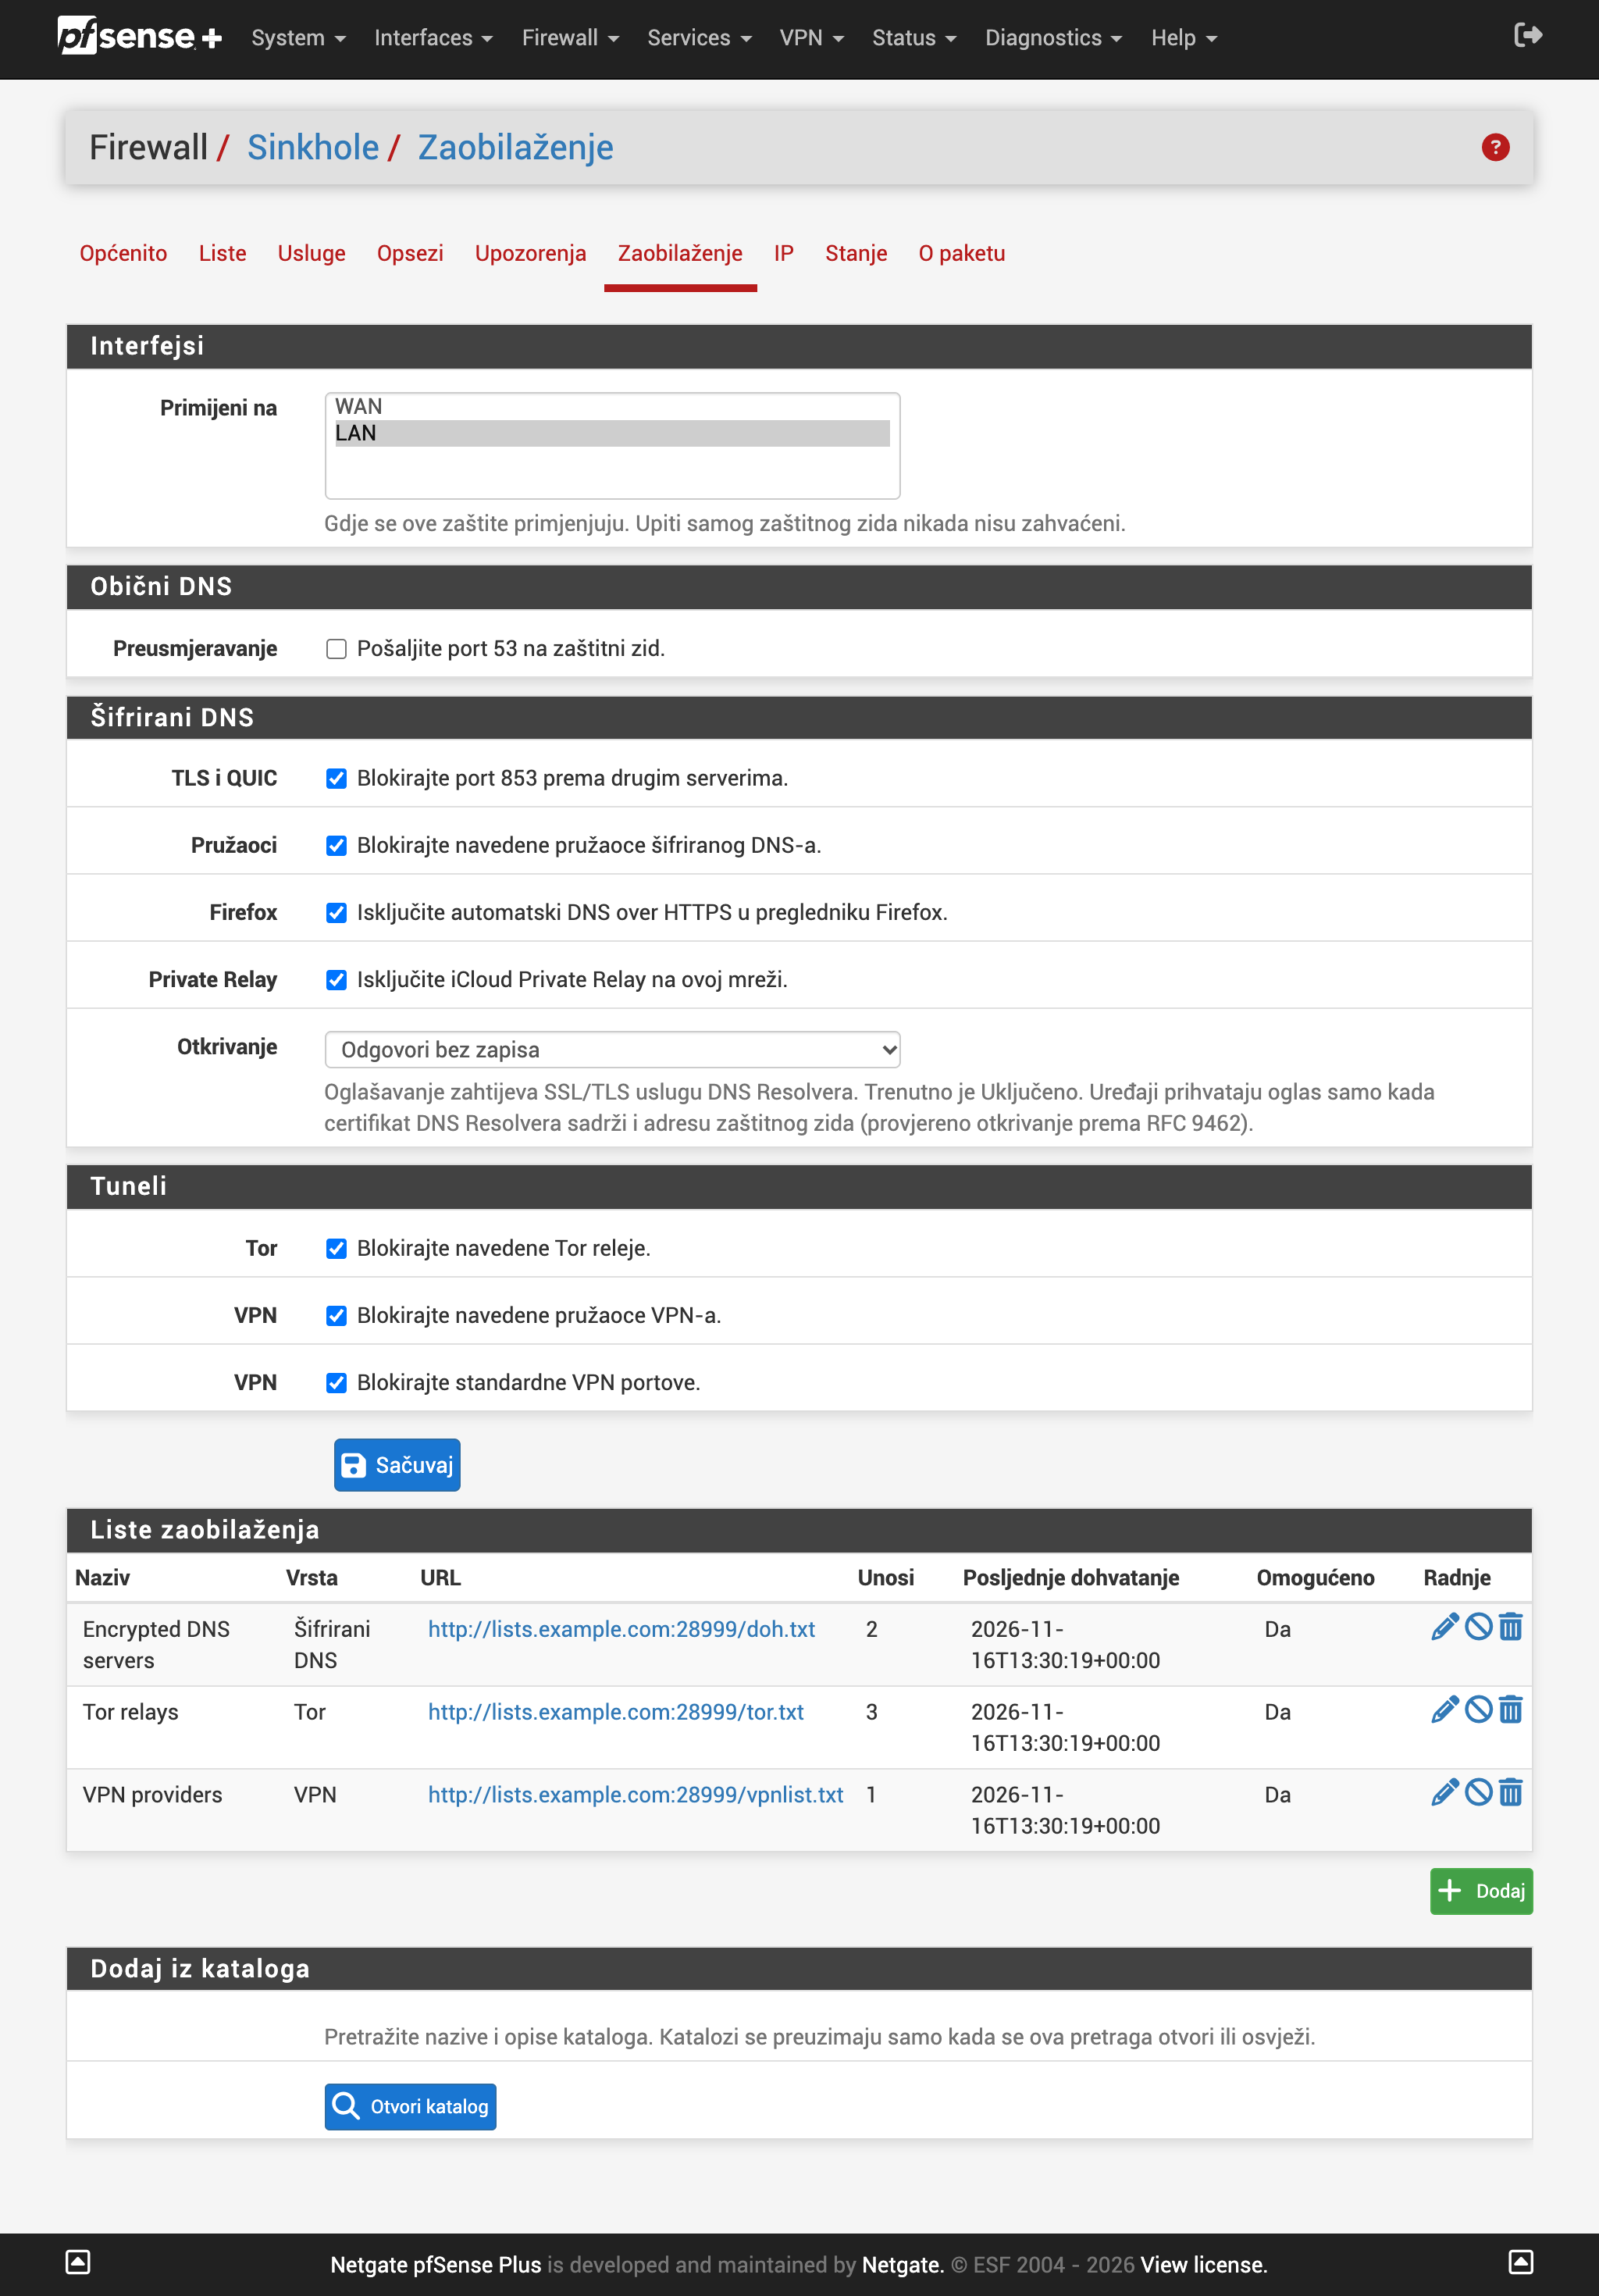 pfsense +
System
Interfaces
Firewall
Services
VPN
Status
Diagnostics
Help
Firewall / Sinkhole / Zaobilaženje
?
Općenito
Liste
Usluge
Opsezi
Upozorenja
Zaobilaženje
IP
Stanje
O paketu
Interfejsi
Primijeni na
WAN
LAN
Gdje se ove zaštite primjenjuju. Upiti samog zaštitnog zida nikada nisu zahvaćeni.
Obični DNS
Preusmjeravanje
Pošaljite port 53 na zaštitni zid.
Šifrirani DNS
TLS i QUIC
Blokirajte port 853 prema drugim serverima.
Pružaoci
Blokirajte navedene pružaoce šifriranog DNS-a.
Firefox
Isključite automatski DNS over HTTPS u pregledniku Firefox.
Private Relay
Isključite iCloud Private Relay na ovoj mreži.
Otkrivanje
Odgovori bez zapisa
Oglašavanje zahtijeva SSL/TLS uslugu DNS Resolvera. Trenutno je Uključeno. Uređaji prihvataju oglas samo kada
certifikat DNS Resolvera sadrži i adresu zaštitnog zida (provjereno otkrivanje prema RFC 9462).
Tuneli
Tor
Blokirajte navedene Tor releje.
VPN
Blokirajte navedene pružaoce VPN-a.
VPN
Blokirajte standardne VPN portove.
Sačuvaj
Liste zaobilaženja
Naziv
Vrsta
URL
Unosi
Posljednje dohvatanje
Omogućeno
Radnje
Encrypted DNS
servers
Šifrirani
DNS
http://lists.example.com:28999/doh.txt
2
2026-11-
16T13:30:19+00:00
Da
Tor relays
Tor
http://lists.example.com:28999/tor.txt
3
2026-11-
16T13:30:19+00:00
Da
VPN providers
VPN
http://lists.example.com:28999/vpnlist.txt
1
2026-11-
16T13:30:19+00:00
Da
Dodaj
Dodaj iz kataloga
Pretražite nazive i opise kataloga. Katalozi se preuzimaju samo kada se ova pretraga otvori ili osvježi.
Otvori katalog
Netgate pfSense Plus is developed and maintained by Netgate. © ESF 2004 - 2026 View license.